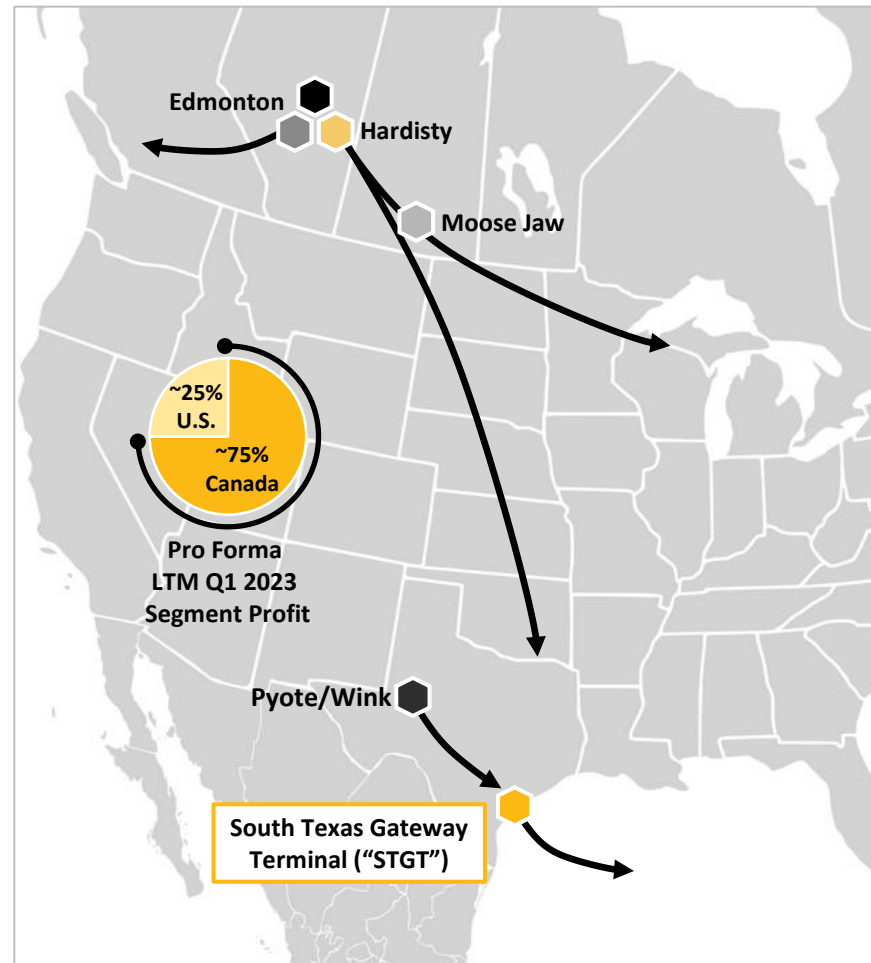 Edmonton
Hardisty
Moose Jaw
~25%
U.S.
~75%
Canada
Pro Forma
LTM Q1 2023
Segment Profit
Pyote/Wink
South Texas Gateway
Terminal (“STGT”)